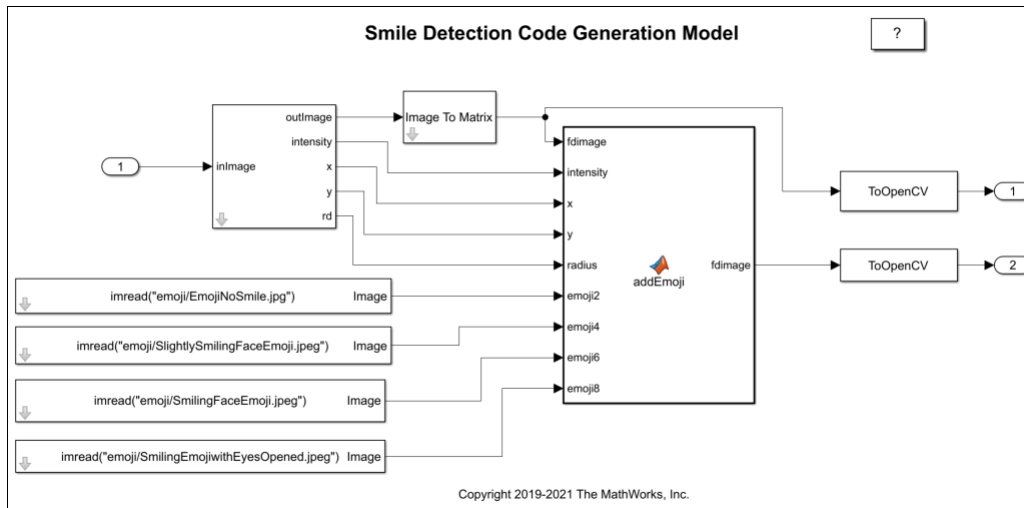 Smile Detection Code Generation Model
?
outImage
Image To Matrix
intensity
fdimage
1
inImage
x
intensity
y
x
ToOpenCV
1
rd
y
radius
fdimage
ToOpenCV
2
addEmoji
imread("emoji/EmojiNoSmile.jpg")
Image
emoji2
imread("emoji/SlightlySmilingFaceEmoji.jpeg")
Image
emoji4
emoji6
imread("emoji/SmilingFaceEmoji.jpeg")
Image
emoji8
imread("emoji/SmilingEmojiwithEyesOpened.jpeg")
Image
Copyright 2019-2021 The MathWorks, Inc.